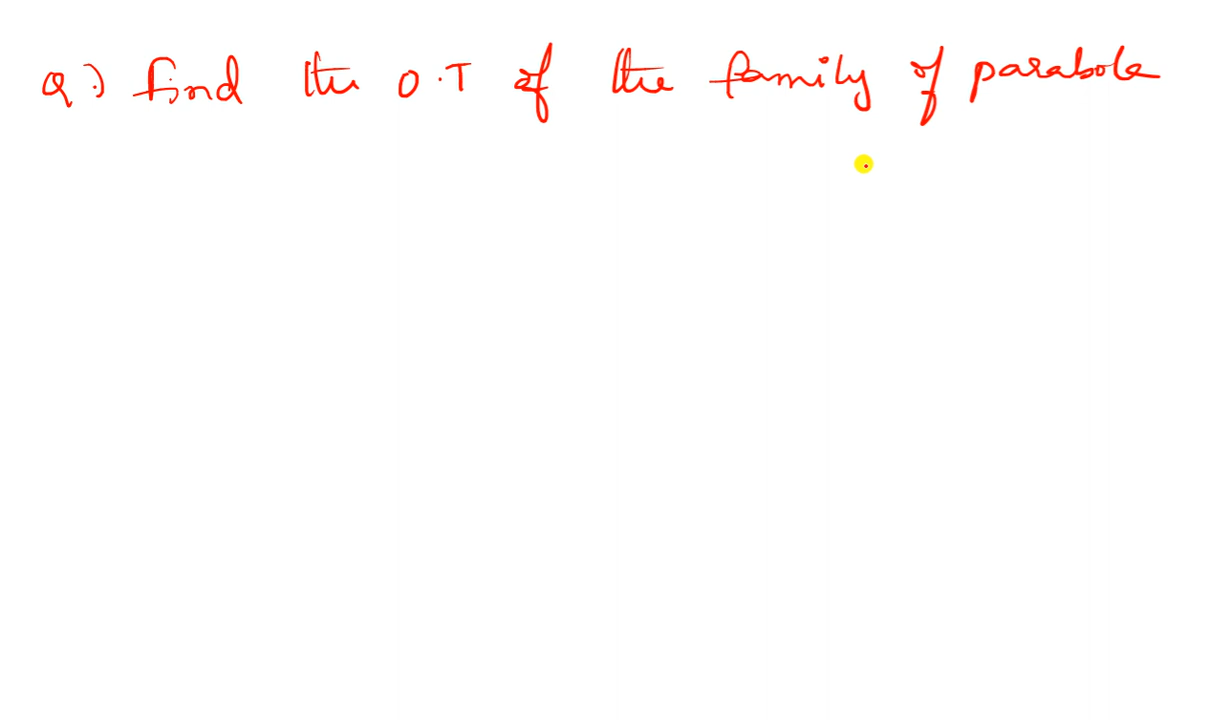 Q.) Find the O.T of the family of parabola